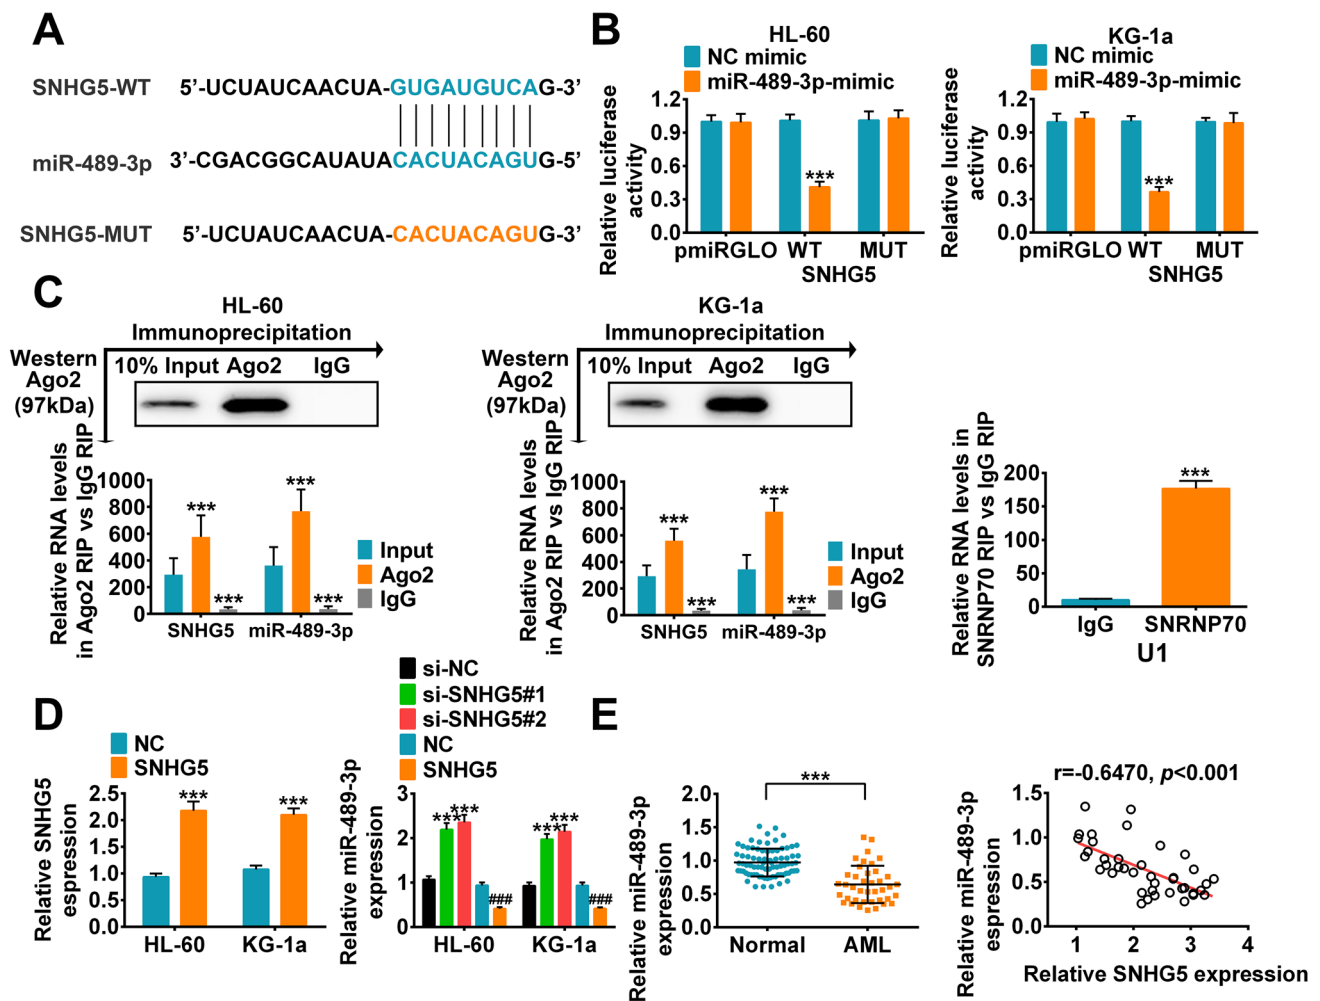 A
SNHG5-WT 5’-UCUAUCAACUA-GUGAUGUCAG-3’
miR-489-3p 3’-CGACGGCAUAUACACUACAGUG-5’
SNHG5-MUT 5’-UCUAUCAACUA-CACUACAGUG-3’
B
HL-60
NC mimic
miR-489-3p-mimic
Relative luciferase
activity
1.2
0.9
0.6
0.3
0.0
***
pmiRGLO WT MUT
SNHG5
KG-1a
NC mimic
miR-489-3p-mimic
Relative luciferase
activity
1.2
0.9
0.6
0.3
0.0
***
pmiRGLO WT MUT
SNHG5
C
HL-60
Immunoprecipitation
Western
Ago2
(97kDa)
10% Input Ago2 IgG
Relative RNA levels
in Ago2 RIP vs IgG RIP
1000
800
600
400
200
0
*** *** *** ***
SNHG5 miR-489-3p
Input
Ago2
IgG
KG-1a
Immunoprecipitation
Western
Ago2
(97kDa)
10% Input Ago2 IgG
Relative RNA levels
in Ago2 RIP vs IgG RIP
1000
800
600
400
200
0
*** *** *** ***
SNHG5 miR-489-3p
Input
Ago2
IgG
Relative RNA levels in
SNRNP70 RIP vs IgG RIP
200
150
100
50
0
***
IgG SNRNP70
U1
D
NC
SNHG5
Relative SNHG5
espression
2.5
2.0
1.5
1.0
0.5
0.0
*** ***
HL-60 KG-1a
si-NC
si-SNHG5#1
si-SNHG5#2
NC
SNHG5
Relative miR-489-3p
expression
3
2
1
0
*** *** ### *** *** ###
HL-60 KG-1a
E
Relative miR-489-3p
expression
2.0
1.5
1.0
0.5
0.0
***
Normal AML
r=-0.6470, p<0.001
Relative miR-489-3p
espression
1.5
1.0
0.5
0.0
1 2 3 4
Relative SNHG5 expression